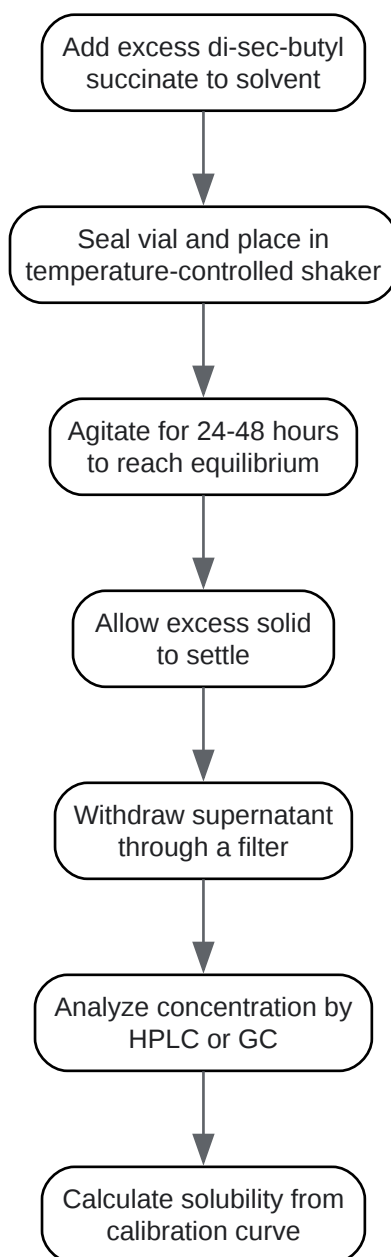 Add excess di-sec-butyl
succinate to solvent
Seal vial and place in
temperature-controlled shaker
Agitate for 24-48 hours
to reach equilibrium
Allow excess solid
to settle
Withdraw supernatant
through a filter
Analyze concentration by
HPLC or GC
Calculate solubility from
calibration curve